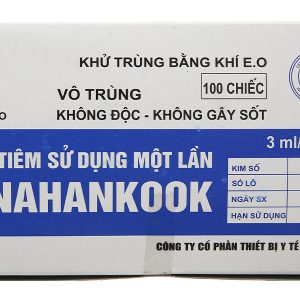 KHỬ TRÙNG BẰNG KHÍ E.O
VÔ TRÙNG
100 CHIẾC
KHÔNG ĐỘC - KHÔNG GÂY SỐT
TIÊM SỬ DỤNG MỘT LẦN
NAHANKOOK
3 ml/
KIM SỐ
SỐ LÔ
NGÀY SX
HẠN SỬ DỤNG
CÔNG TY CỔ PHẦN THIẾT BỊ Y TẾ